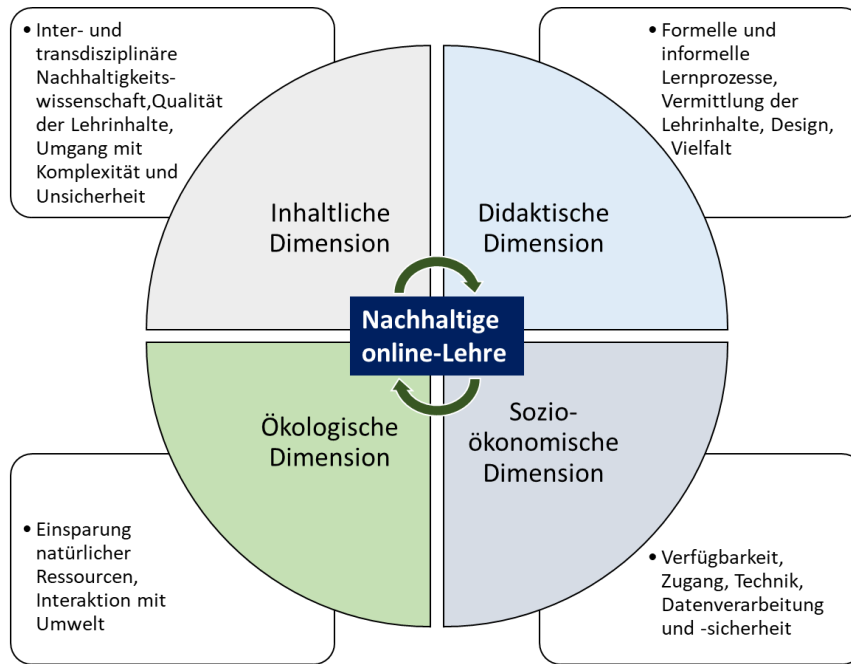 • Inter- und
transdisziplinäre
Nachhaltigkeits-
wissenschaft,Qualität
der Lehrinhalte,
Umgang mit
Komplexität und
Unsicherheit
• Formelle und
informelle
Lernprozesse,
Vermittlung der
Lehrinhalte, Design,
Vielfalt
Inhaltliche
Dimension
Didaktische
Dimension
Nachhaltige
online-Lehre
Ökologische
Dimension
Sozio-
ökonomische
Dimension
• Einsparung
natürlicher
Ressourcen,
Interaktion mit
Umwelt
• Verfügbarkeit,
Zugang, Technik,
Datenverarbeitung
und -sicherheit